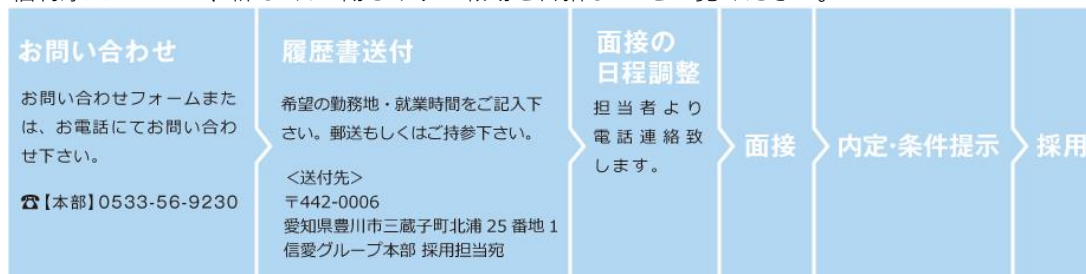 お問い合わせ
お問い合わせフォームまた
は、お電話にてお問い合わ
せ下さい。
☎【本部】0533-56-9230
履歴書送付
希望の勤務地・就業時間をご記入下
さい。郵送もしくはご持参下さい。
<送付先>
〒442-0006
愛知県豊川市三蔵子町北浦 25 番地 1
信愛グループ本部 採用担当宛
面接の
日程調整
担当者より
電話連絡致
します。
面接
内定・条件提示
採用